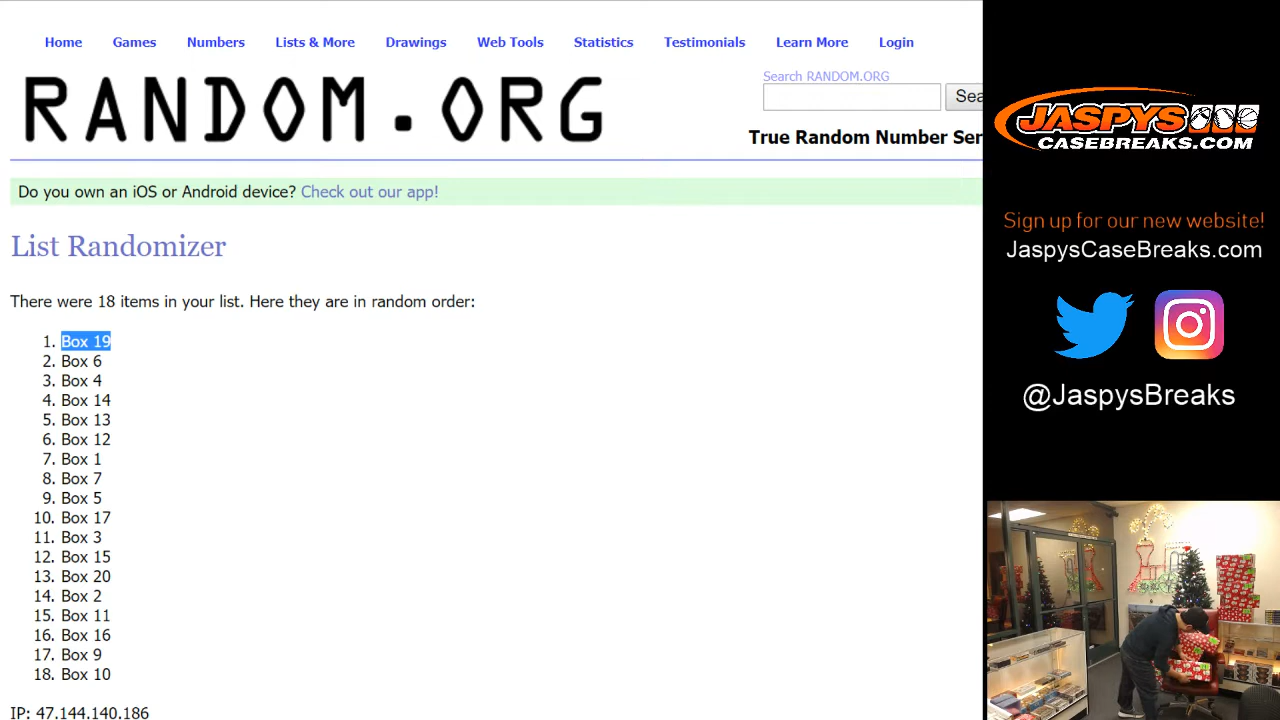 Home Games Numbers Lists & More Drawings Web Tools Statistics Testimonials Learn More Login
RANDOM.ORG
Search RANDOM.ORG
Sea
True Random Number Ser
Do you own an iOS or Android device? Check out our app!
List Randomizer
There were 18 items in your list. Here they are in random order:
1. Box 19
2. Box 6
3. Box 4
4. Box 14
5. Box 13
6. Box 12
7. Box 1
8. Box 7
9. Box 5
10. Box 17
11. Box 3
12. Box 15
13. Box 20
14. Box 2
15. Box 11
16. Box 16
17. Box 9
18. Box 10
IP: 47.144.140.186
JASPYS
CASEBREAKS.COM
Sign up for our new website!
JaspysCaseBreaks.com
@JaspysBreaks